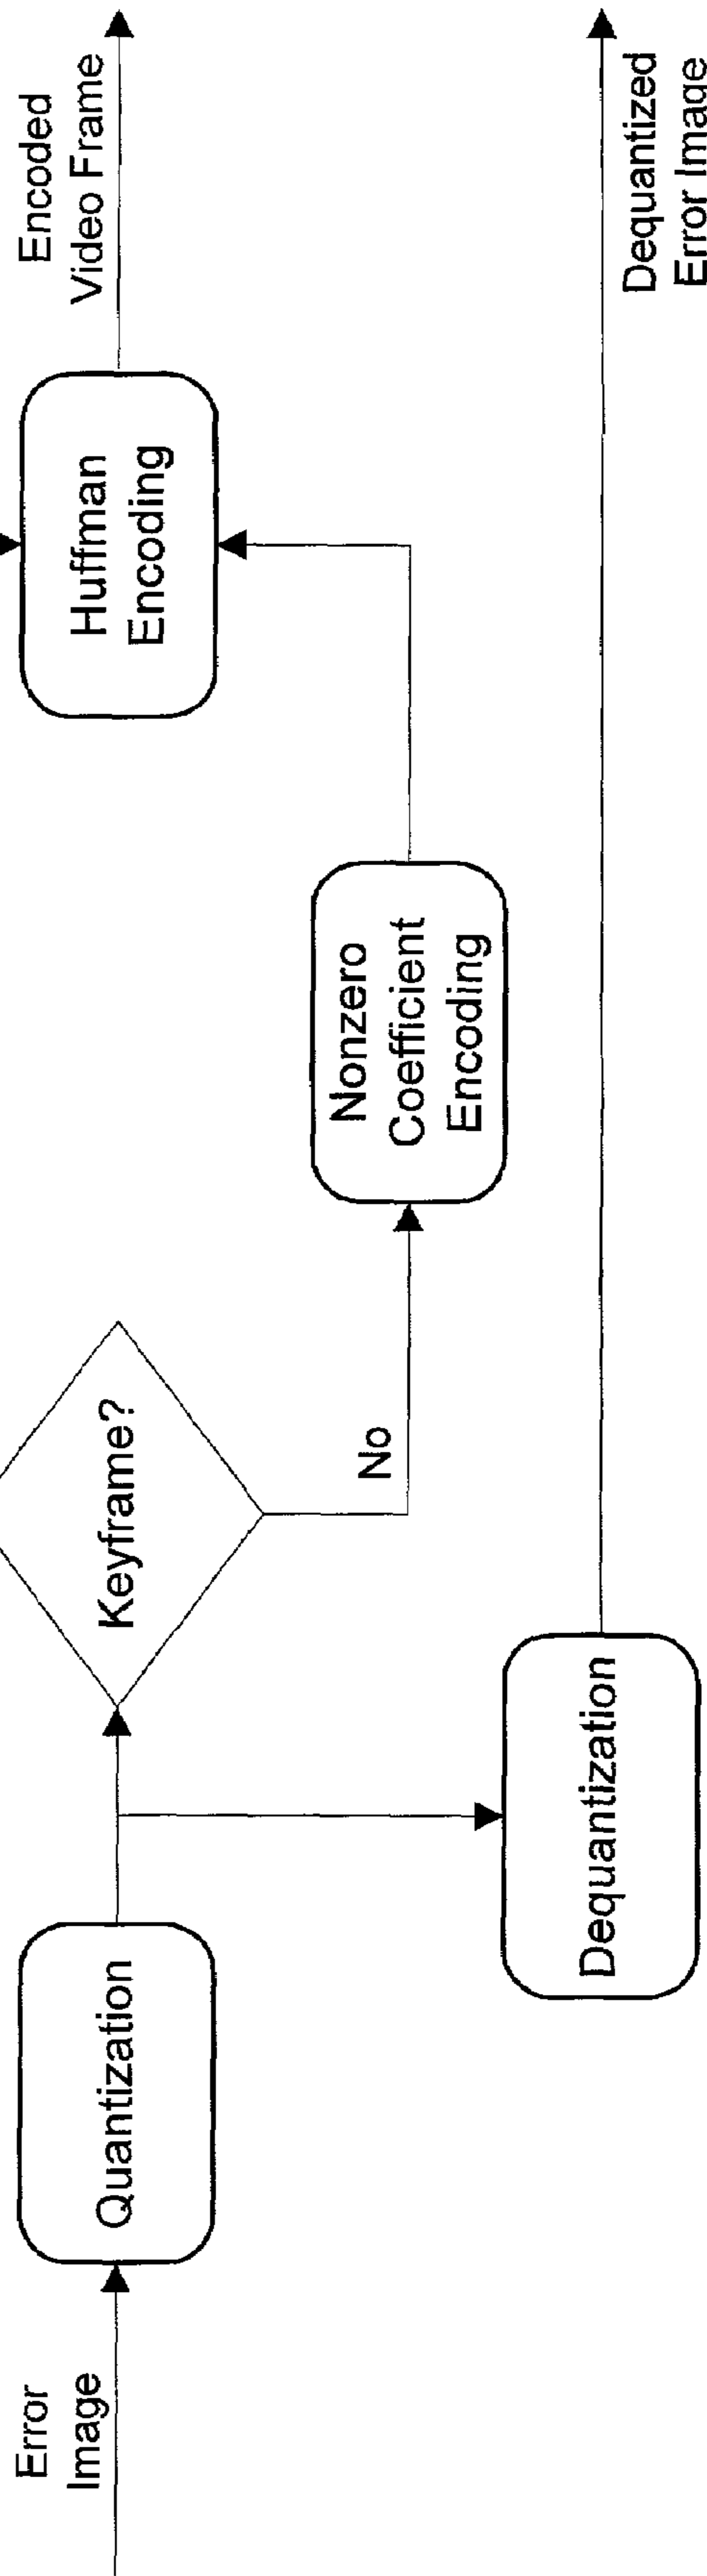 Error
Image
Quantization
Keyframe?
No
Nonzero
Coefficient
Encoding
Huffman
Encoding
Encoded
Video Frame
Dequantization
Dequantized
Error Image